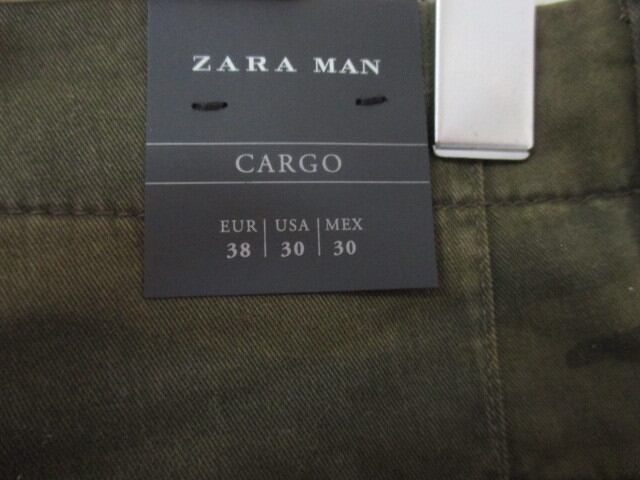 ZARA MAN
CARGO
EUR USA MEX
38 30 30